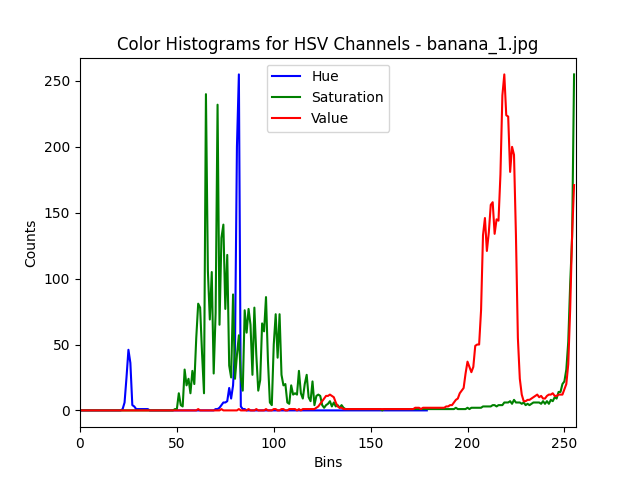 Color Histograms for HSV Channels - banana_1.jpg
Hue
Saturation
Value
Counts
250
200
150
100
50
0
0 50 100 150 200 250
Bins